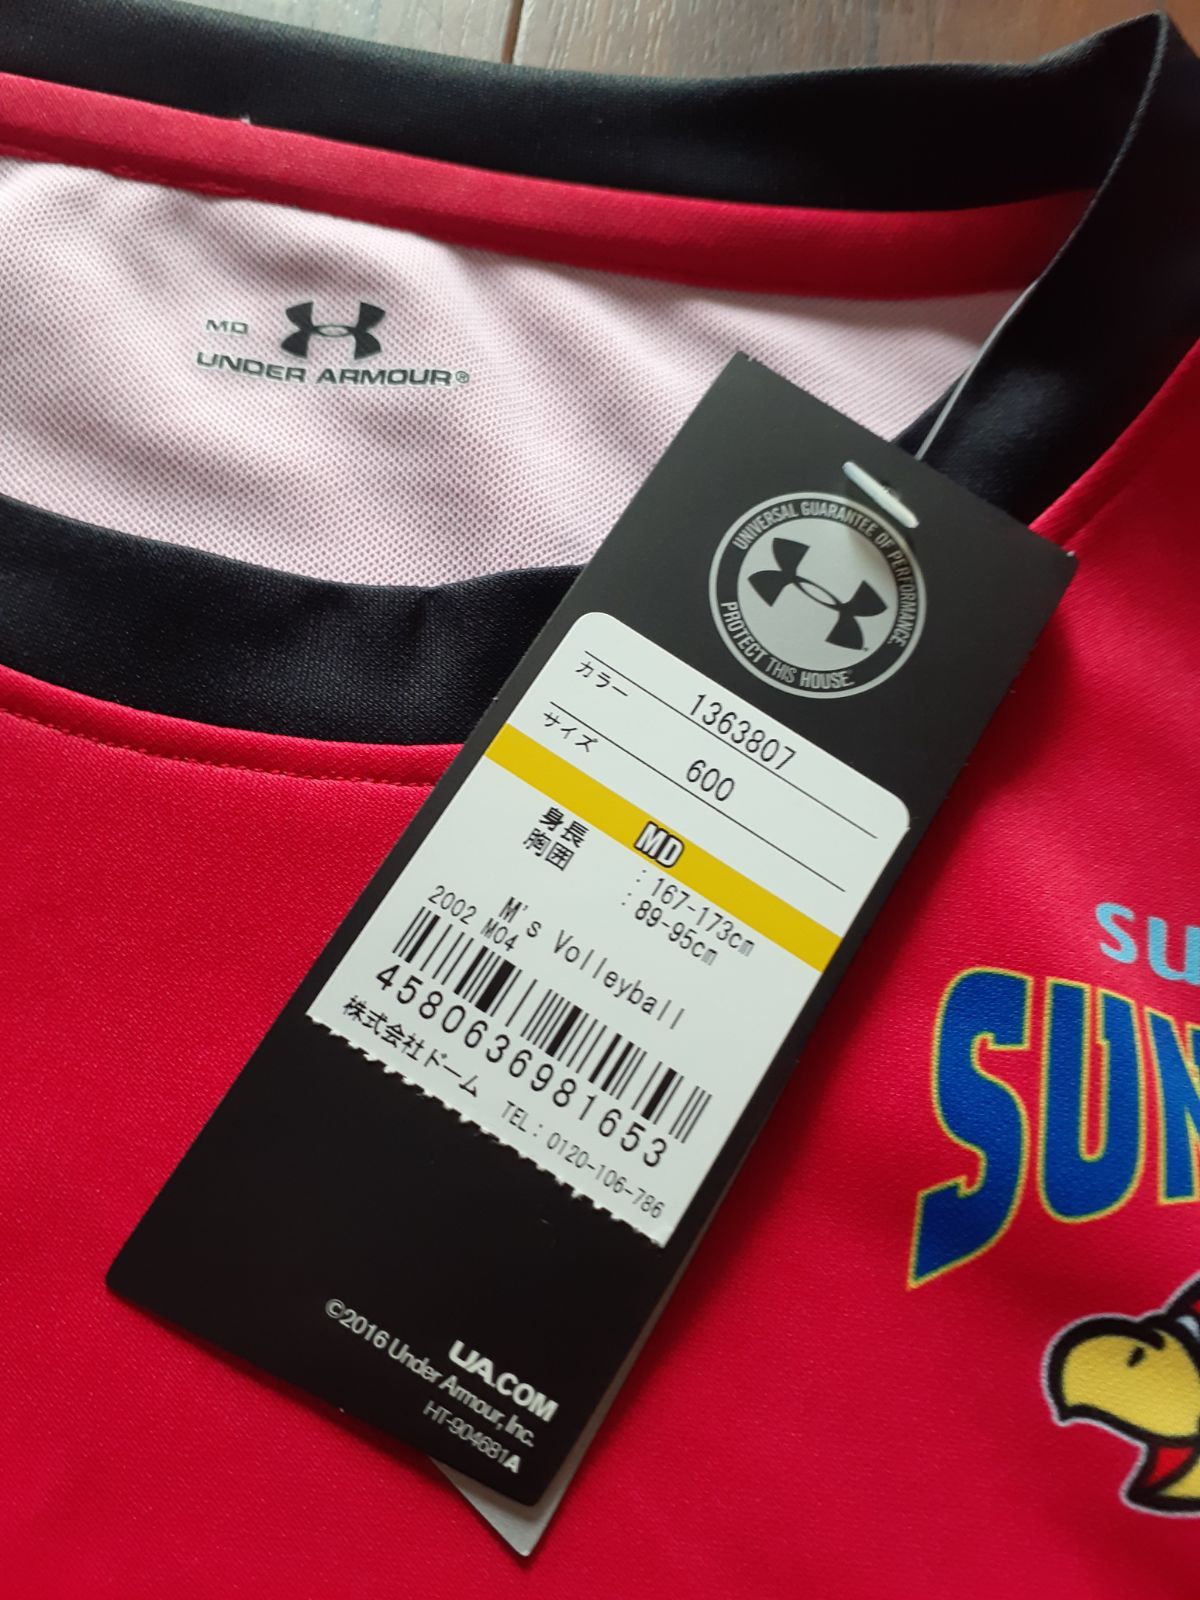 MD
UNDER ARMOUR®
UNIVERSAL GUARANTEE OF PERFORMANCE.
PROTECT THIS HOUSE.
1363807
カラー 600
サイズ MD
身長 : 167-173cm
胸囲 : 89-95cm
M's Volleyball
2002 M04
4580636981653
株式会社ドーム TEL: 0120-106-786
UA.COM
©2016 Under Armour, Inc.
HT-904681A
SU
SUN